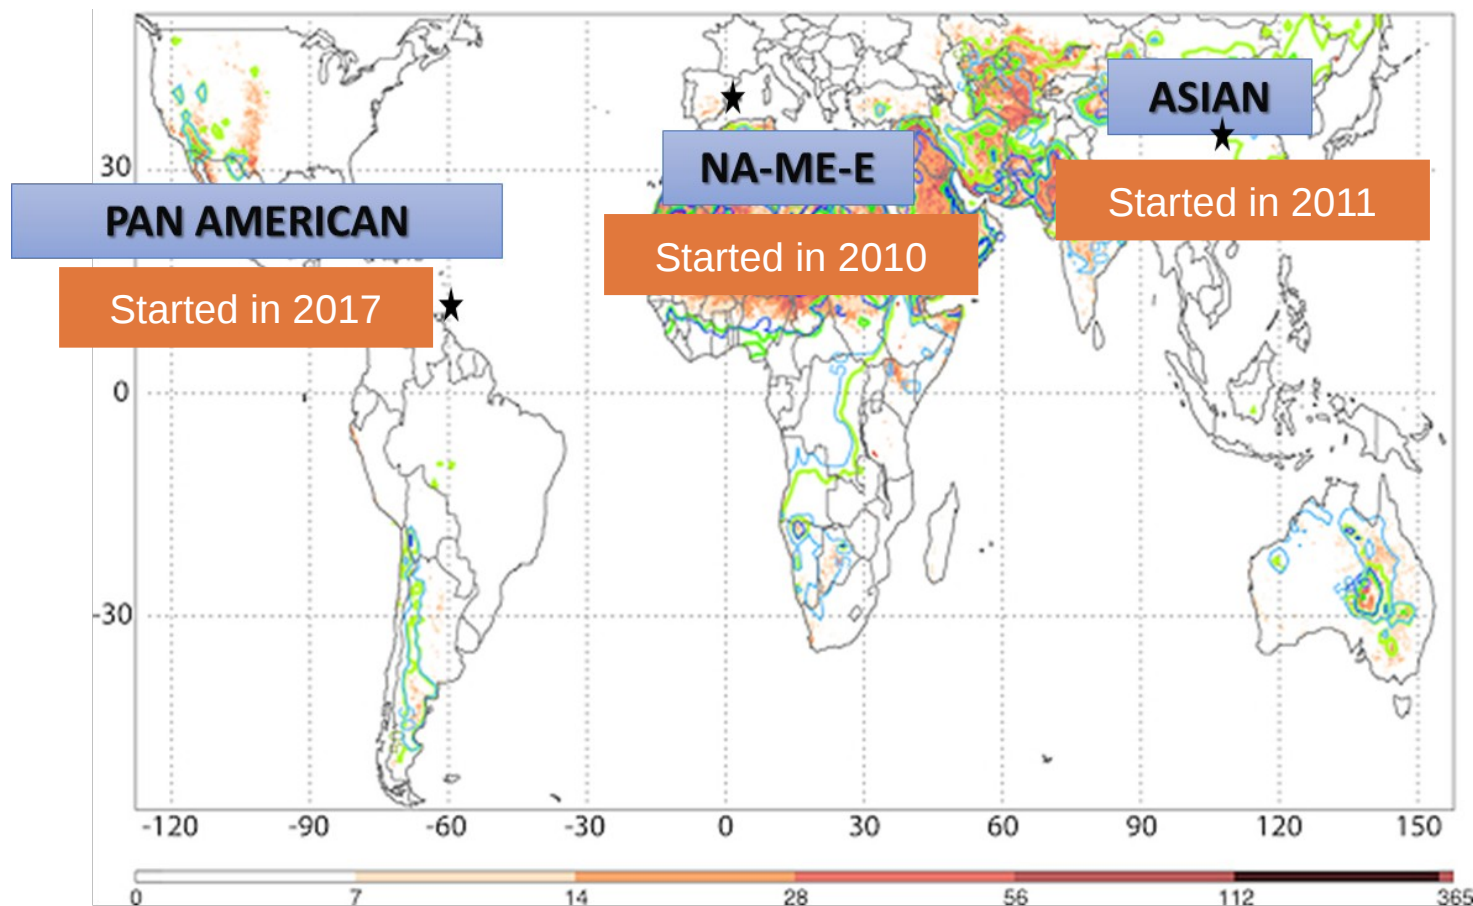 ASIAN
NA-ME-E
30
Started in 2011
PAN AMERICAN
Started in 2010
Started in 2017
0
-30
-120 -90 -60 -30 0 30 60 90 120 150
0 7 14 28 56 112 365